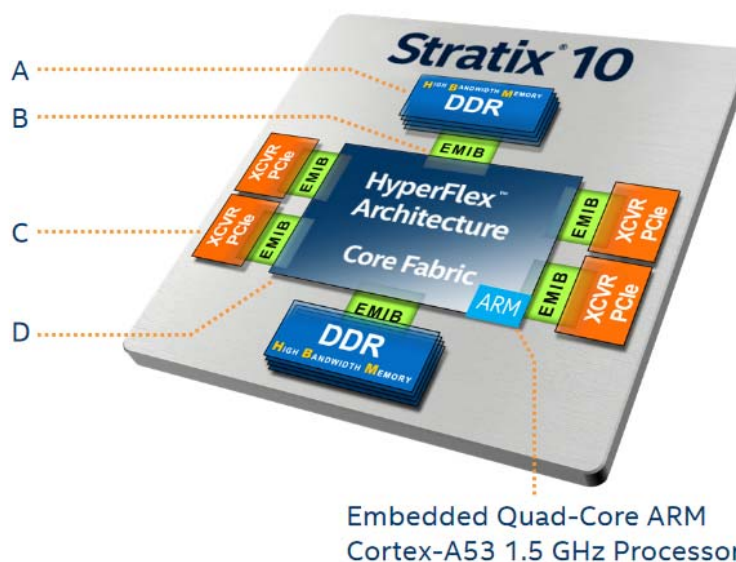 Stratix® 10
A
HIGH BANDWIDTH MEMORY
DDR
B
EMIB
XCVR
PCIe
EMIB
HyperFlex™
Architecture
EMIB
XCVR
PCIe
C
XCVR
PCIe
EMIB
Core Fabric
ARM
EMIB
XCVR
PCIe
D
EMIB
DDR
HIGH BANDWIDTH MEMORY
Embedded Quad-Core ARM
Cortex-A53 1.5 GHz Processor